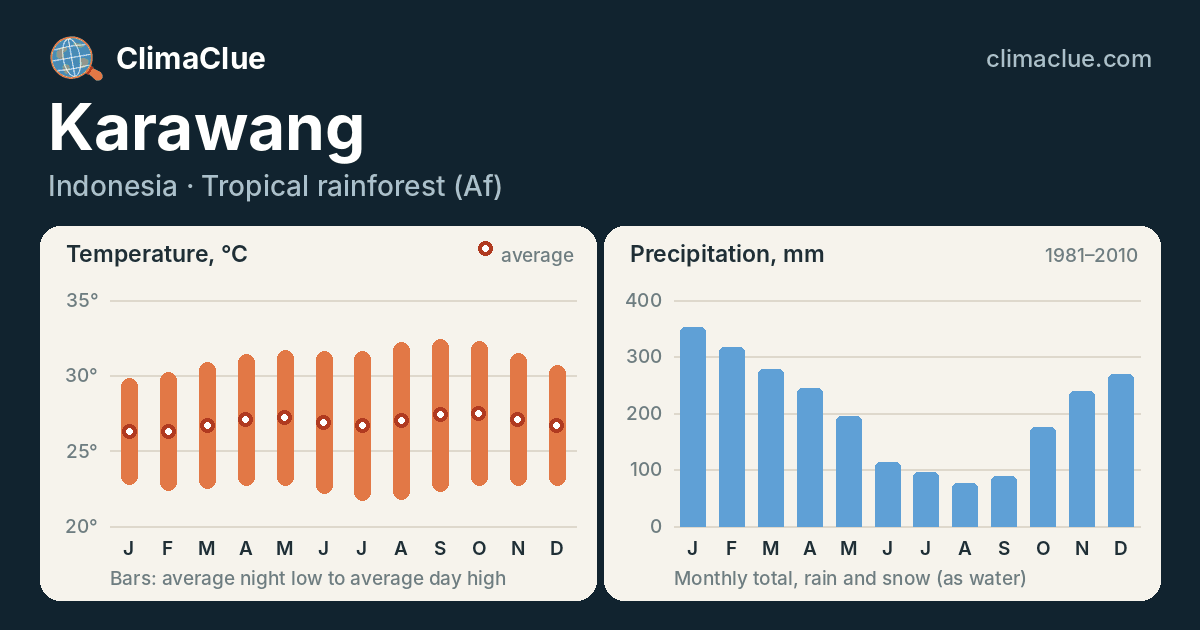 ClimaClue
climaclue.com
Karawang
Indonesia · Tropical rainforest (Af)
Temperature, °C
average
35°
30°
25°
20°
J F M A M J J A S O N D
Bars: average night low to average day high
Precipitation, mm
1981–2010
400
300
200
100
0
J F M A M J J A S O N D
Monthly total, rain and snow (as water)